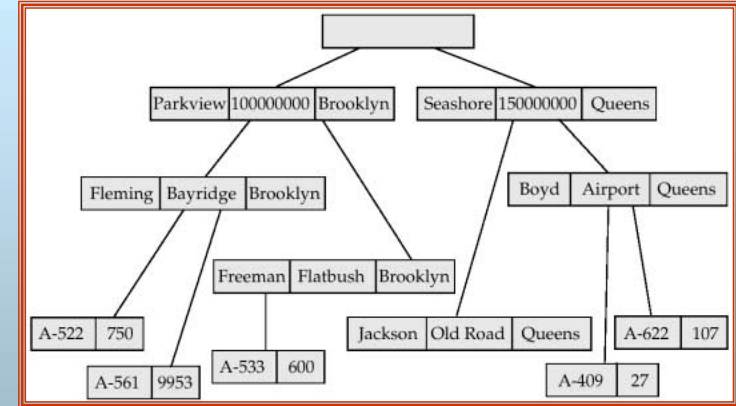 Parkview 100000000 Brooklyn
Seashore 150000000 Queens
Fleming Bayridge Brooklyn
Boyd Airport Queens
Freeman Flatbush Brooklyn
A-522 750
Jackson Old Road Queens
A-622 107
A-561 9953
A-533 600
A-409 27